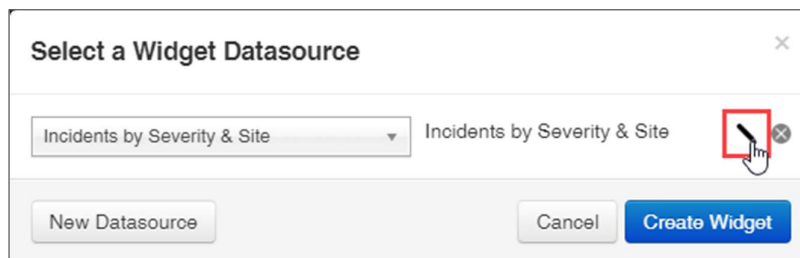 Select a Widget Datasource
Incidents by Severity & Site Incidents by Severity & Site
New Datasource Cancel Create Widget